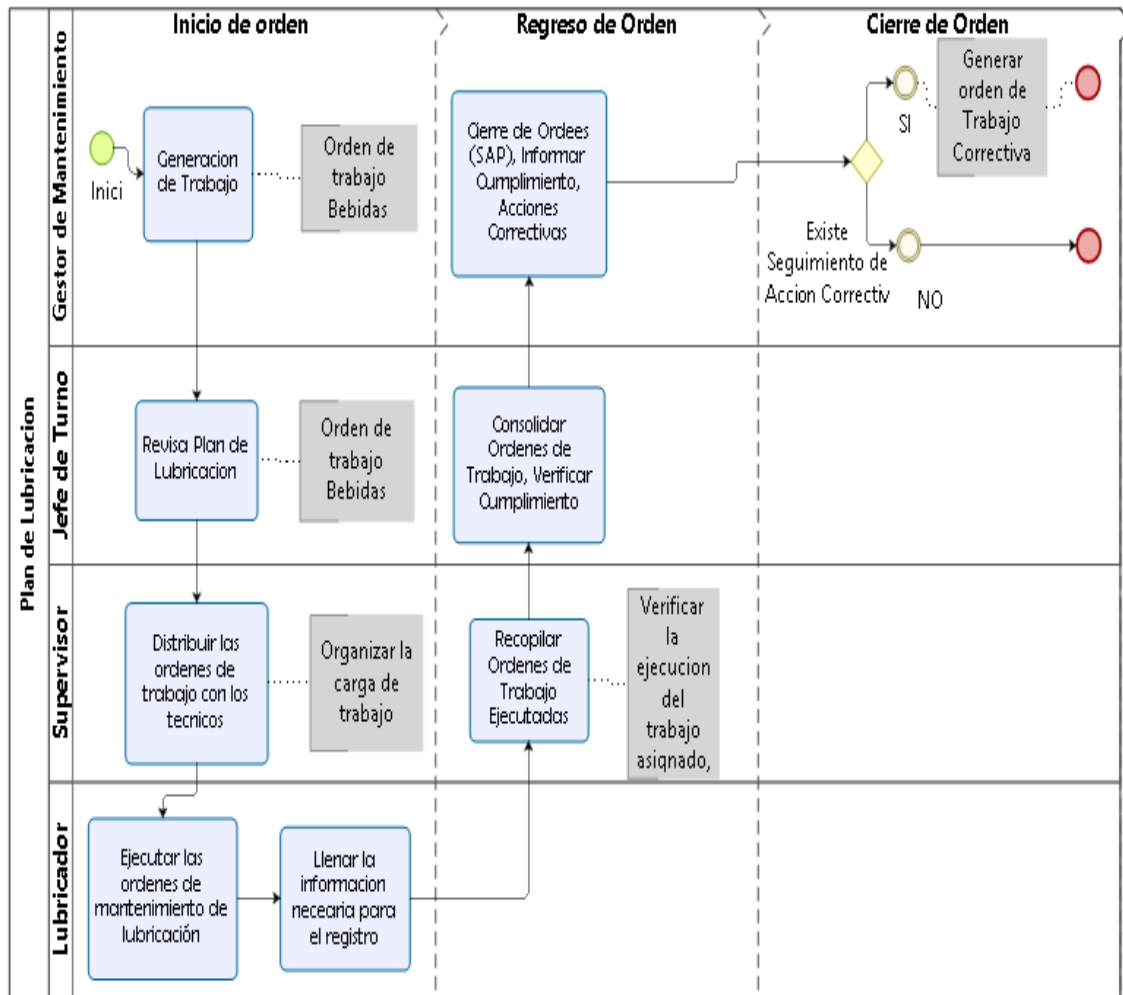 Inicio de orden
Regreso de Orden
Cierre de Orden
Plan de Lubricacion
Gestor de Mantenimiento
Inici
Generacion
de Trabajo
Orden de
trabajo
Bebidas
Cierre de Ordees
(SAP), Informar
Cumplimiento,
Acciones
Correctivas
Existe
Seguimiento de
Accion Correctiv
SI
NO
Generar
orden de
Trabajo
Correctiva
Jefe de Turno
Revisa Plan de
Lubricacion
Orden de
trabajo
Bebidas
Consolidar
Ordenes de
Trabajo, Verificar
Cumplimiento
Supervisor
Distribuir las
ordenes de
trabajo con los
tecnicos
Organizar la
carga de
trabajo
Recopilar
Ordenes de
Trabajo
Ejecutadas
Verificar
la
ejecucion
del
trabajo
asignado,
Lubricador
Ejecutar las
ordenes de
mantenimiento de
lubricación
Llenar la
informacion
necearia para
el registro